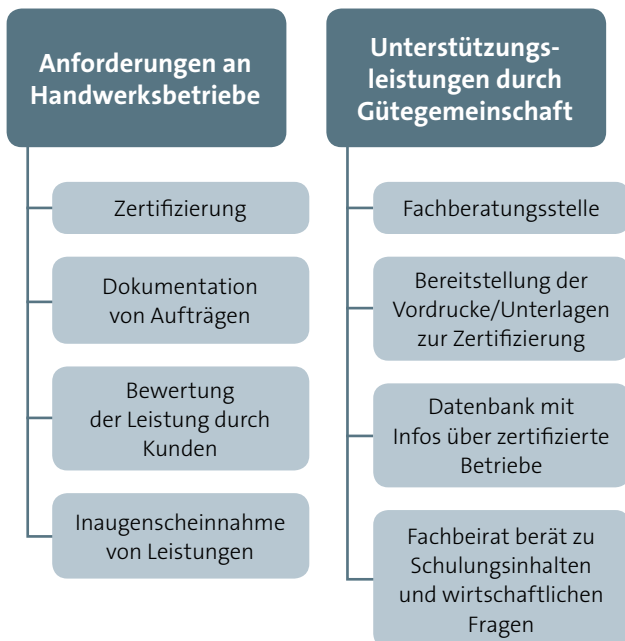 Anforderungen an
Handwerksbetriebe
Zertifizierung
Dokumentation
von Aufträgen
Bewertung
der Leistung durch
Kunden
Inaugenscheinnahme
von Leistungen
Unterstützungs-
leistungen durch
Gütegemeinschaft
Fachberatungsstelle
Bereitstellung der
Vordrucke/Unterlagen
zur Zertifizierung
Datenbank mit
Infos über zertifizierte
Betriebe
Fachbeirat berät zu
Schulungsinhalten
und wirtschaftlichen
Fragen